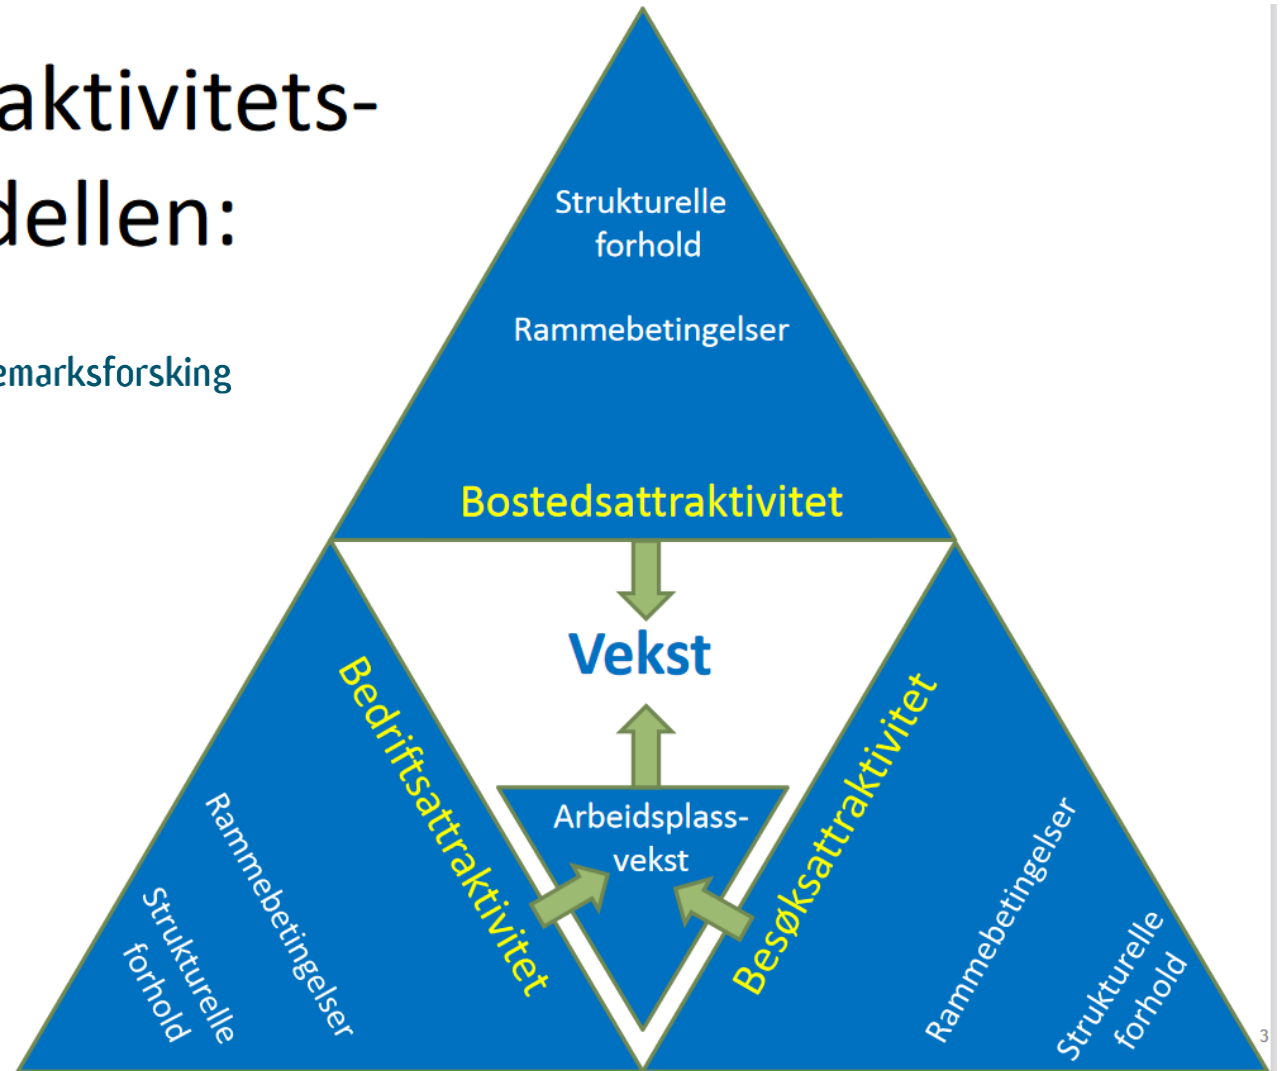 aktivitets-
dellen:
emarksforsking
Strukturelle
forhold
Rammebetingelser
Bostedsattraktivitet
Vekst
Arbeidsplass-
vekst
Bedriftsattraktivitet
Rammebetingelser
Strukturelle
forhold
Besøksattraktivitet
Rammebetingelser
Strukturelle
forhold
3